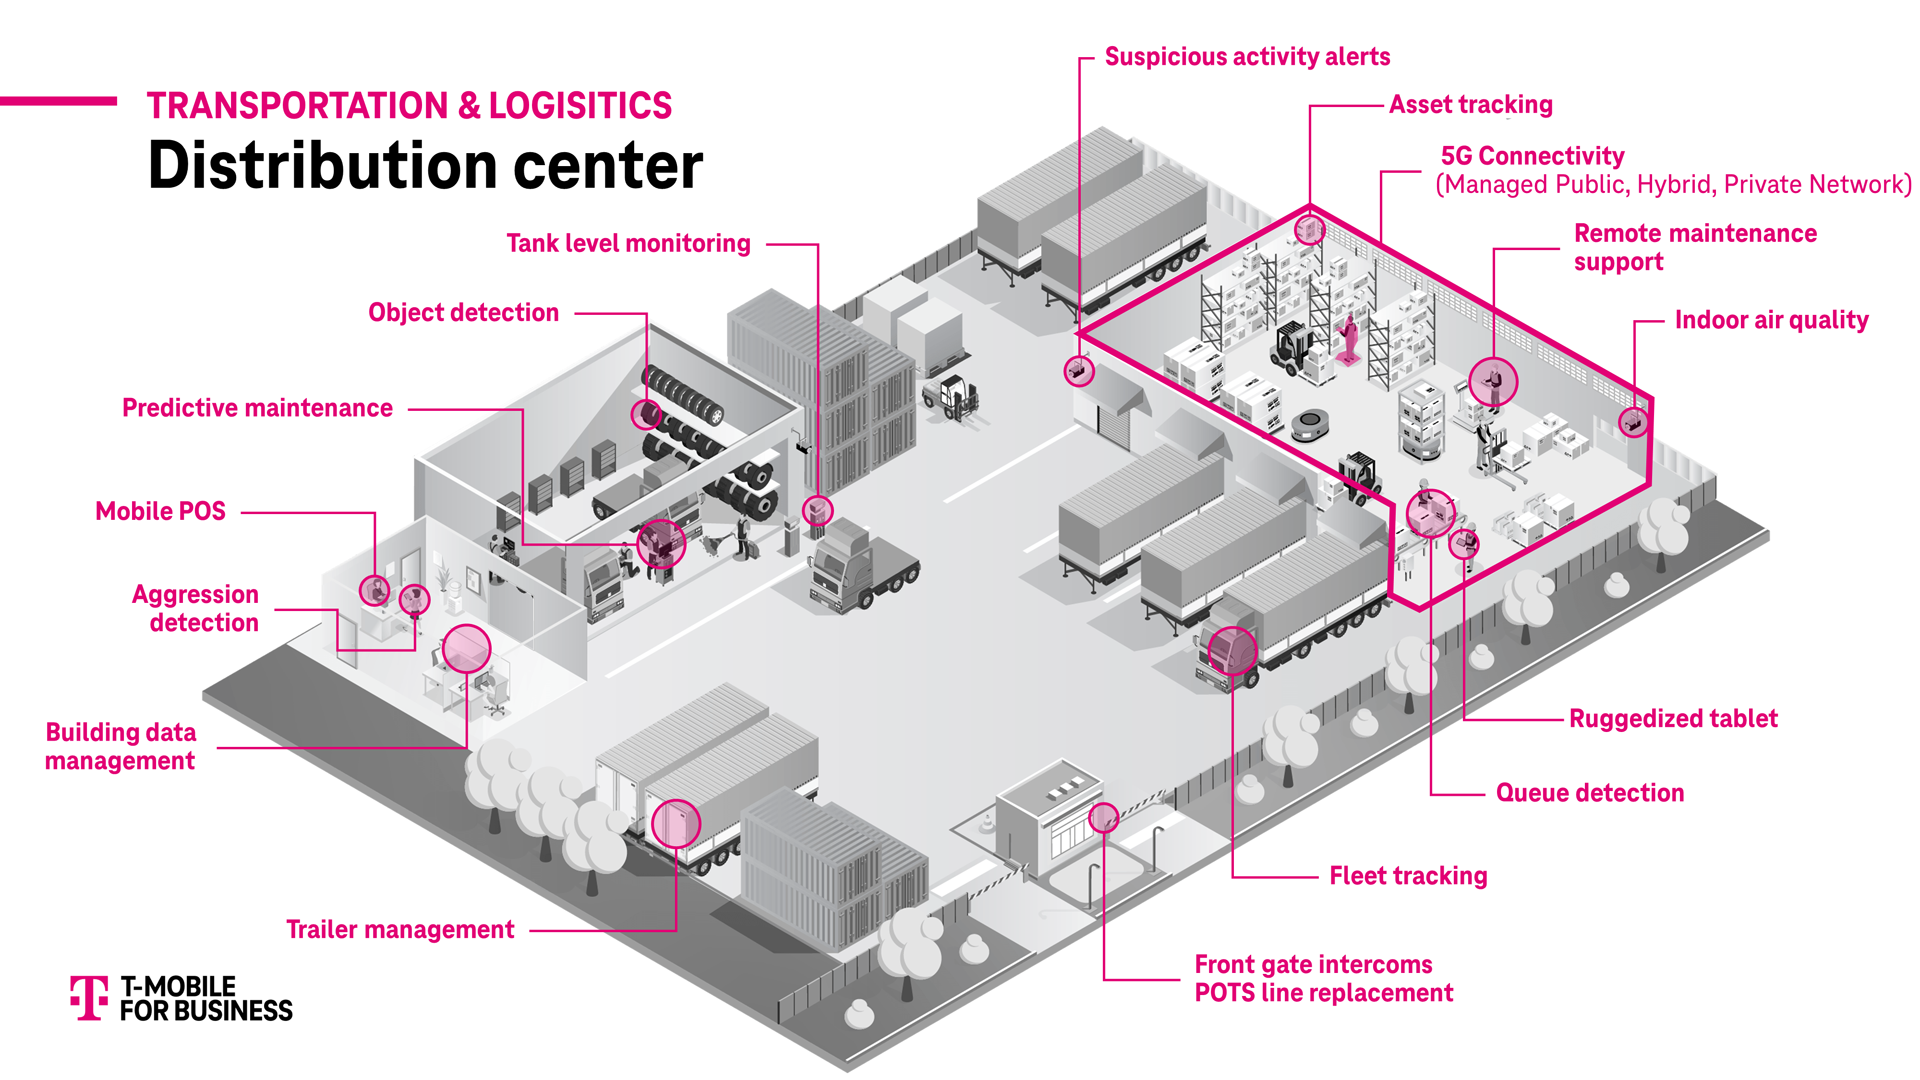 TRANSPORTATION & LOGISITICS
Distribution center
Suspicious activity alerts
Asset tracking
5G Connectivity
(Managed Public, Hybrid, Private Network)
Remote maintenance
support
Indoor air quality
Tank level monitoring
Object detection
Predictive maintenance
Mobile POS
Aggression
detection
Building data
management
Trailer management
Ruggedized tablet
Queue detection
Fleet tracking
Front gate intercoms
POTS line replacement
T-MOBILE
FOR BUSINESS